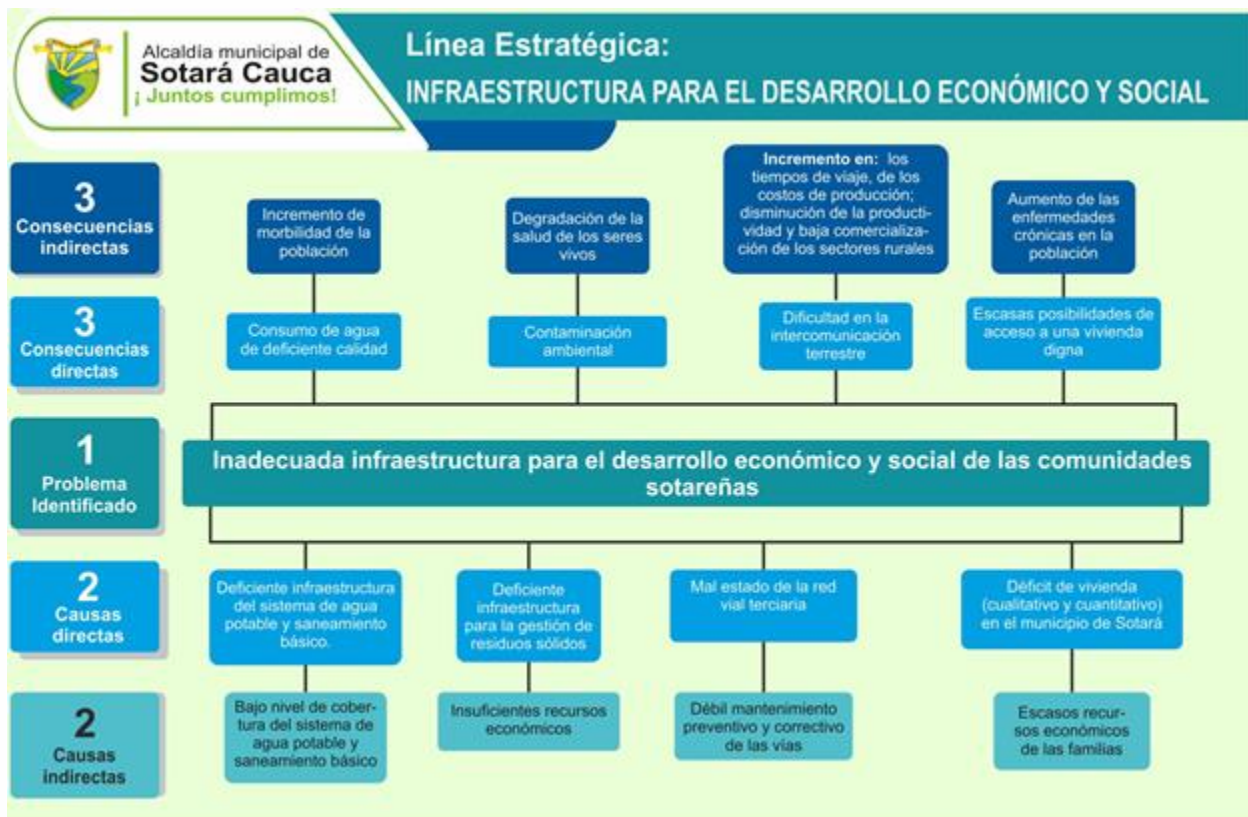 Alcaldía municipal de
Sotará Cauca
¡ Juntos cumplimos!
Línea Estratégica:
INFRAESTRUCTURA PARA EL DESARROLLO ECONÓMICO Y SOCIAL
3
Consecuencias
indirectas
Incremento de
morbilidad de la
población
Degradación de la
salud de los seres
vivos
Incremento en: los
tiempos de viaje, de los
costos de producción;
disminución de la producti-
vidad y baja comercializa-
ción de los sectores rurales
Aumento de las
enfermedades
crónicas en la
población
3
Consecuencias
directas
Consumo de agua
de deficiente calidad
Contaminación
ambiental
Dificultad en la
intercomunicación
terrestre
Escasas posibilidades de
acceso a una vivienda
digna
1
Problema
Identificado
Inadecuada infraestructura para el desarrollo económico y social de las comunidades
sotareñas
2
Causas
directas
Deficiente infraestructura
del sistema de agua
potable y saneamiento
básico.
Deficiente
infraestructura
para la gestión de
residuos sólidos
Mal estado de la red
vial terciaria
Déficit de vivienda
(cualitativo y cuantitativo)
en el municipio de Sotará
2
Causas
indirectas
Bajo nivel de cober-
tura del sistema de
agua potable y
saneamiento básico
Insuficientes recursos
económicos
Débil mantenimiento
preventivo y correctivo
de las vías
Escasos recur-
sos económicos
de las familias